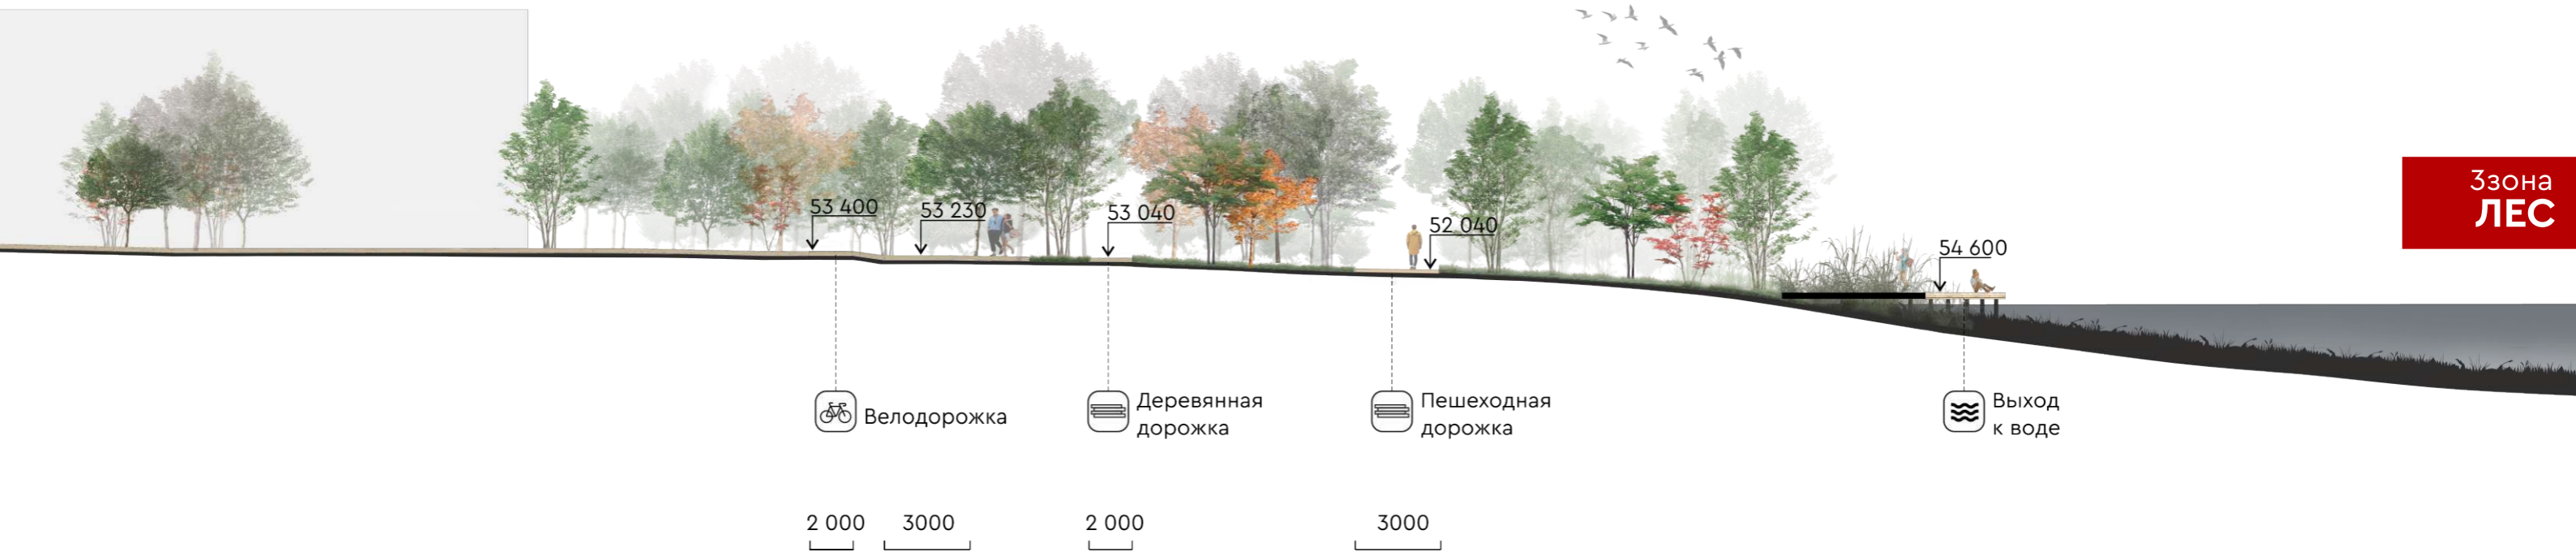 3зона
ЛЕС
53 400
53 230
53 040
52 040
54 600
Велодорожка
Деревянная
дорожка
Пешеходная
дорожка
Выход
к воде
2 000
3000
2 000
3000